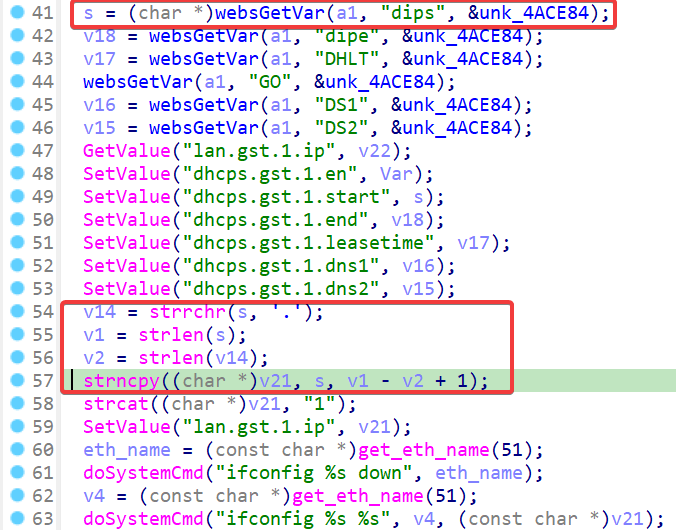 41 s = (char *)websGetVar(a1, "dips", &unk_4ACE84);
42 v18 = websGetVar(a1, "dipe", &unk_4ACE84);
43 v17 = websGetVar(a1, "DHLT", &unk_4ACE84);
44 websGetVar(a1, "GO", &unk_4ACE84);
45 v16 = websGetVar(a1, "DS1", &unk_4ACE84);
46 v15 = websGetVar(a1, "DS2", &unk_4ACE84);
47 GetValue("lan.gst.1.ip", v22);
48 SetValue("dhcps.gst.1.en", Var);
49 SetValue("dhcps.gst.1.start", s);
50 SetValue("dhcps.gst.1.end", v18);
51 SetValue("dhcps.gst.1.leasetime", v17);
52 SetValue("dhcps.gst.1.dns1", v16);
53 SetValue("dhcps.gst.1.dns2", v15);
54 v14 = strrchr(s, '.');
55 v1 = strlen(s);
56 v2 = strlen(v14);
57 strncpy((char *)v21, s, v1 - v2 + 1);
58 strcat((char *)v21, "1");
59 SetValue("lan.gst.1.ip", v21);
60 eth_name = (const char *)get_eth_name(51);
61 doSystemCmd("ifconfig %s down", eth_name);
62 v4 = (const char *)get_eth_name(51);
63 doSystemCmd("ifconfig %s %s", v4, (const char *)v21);